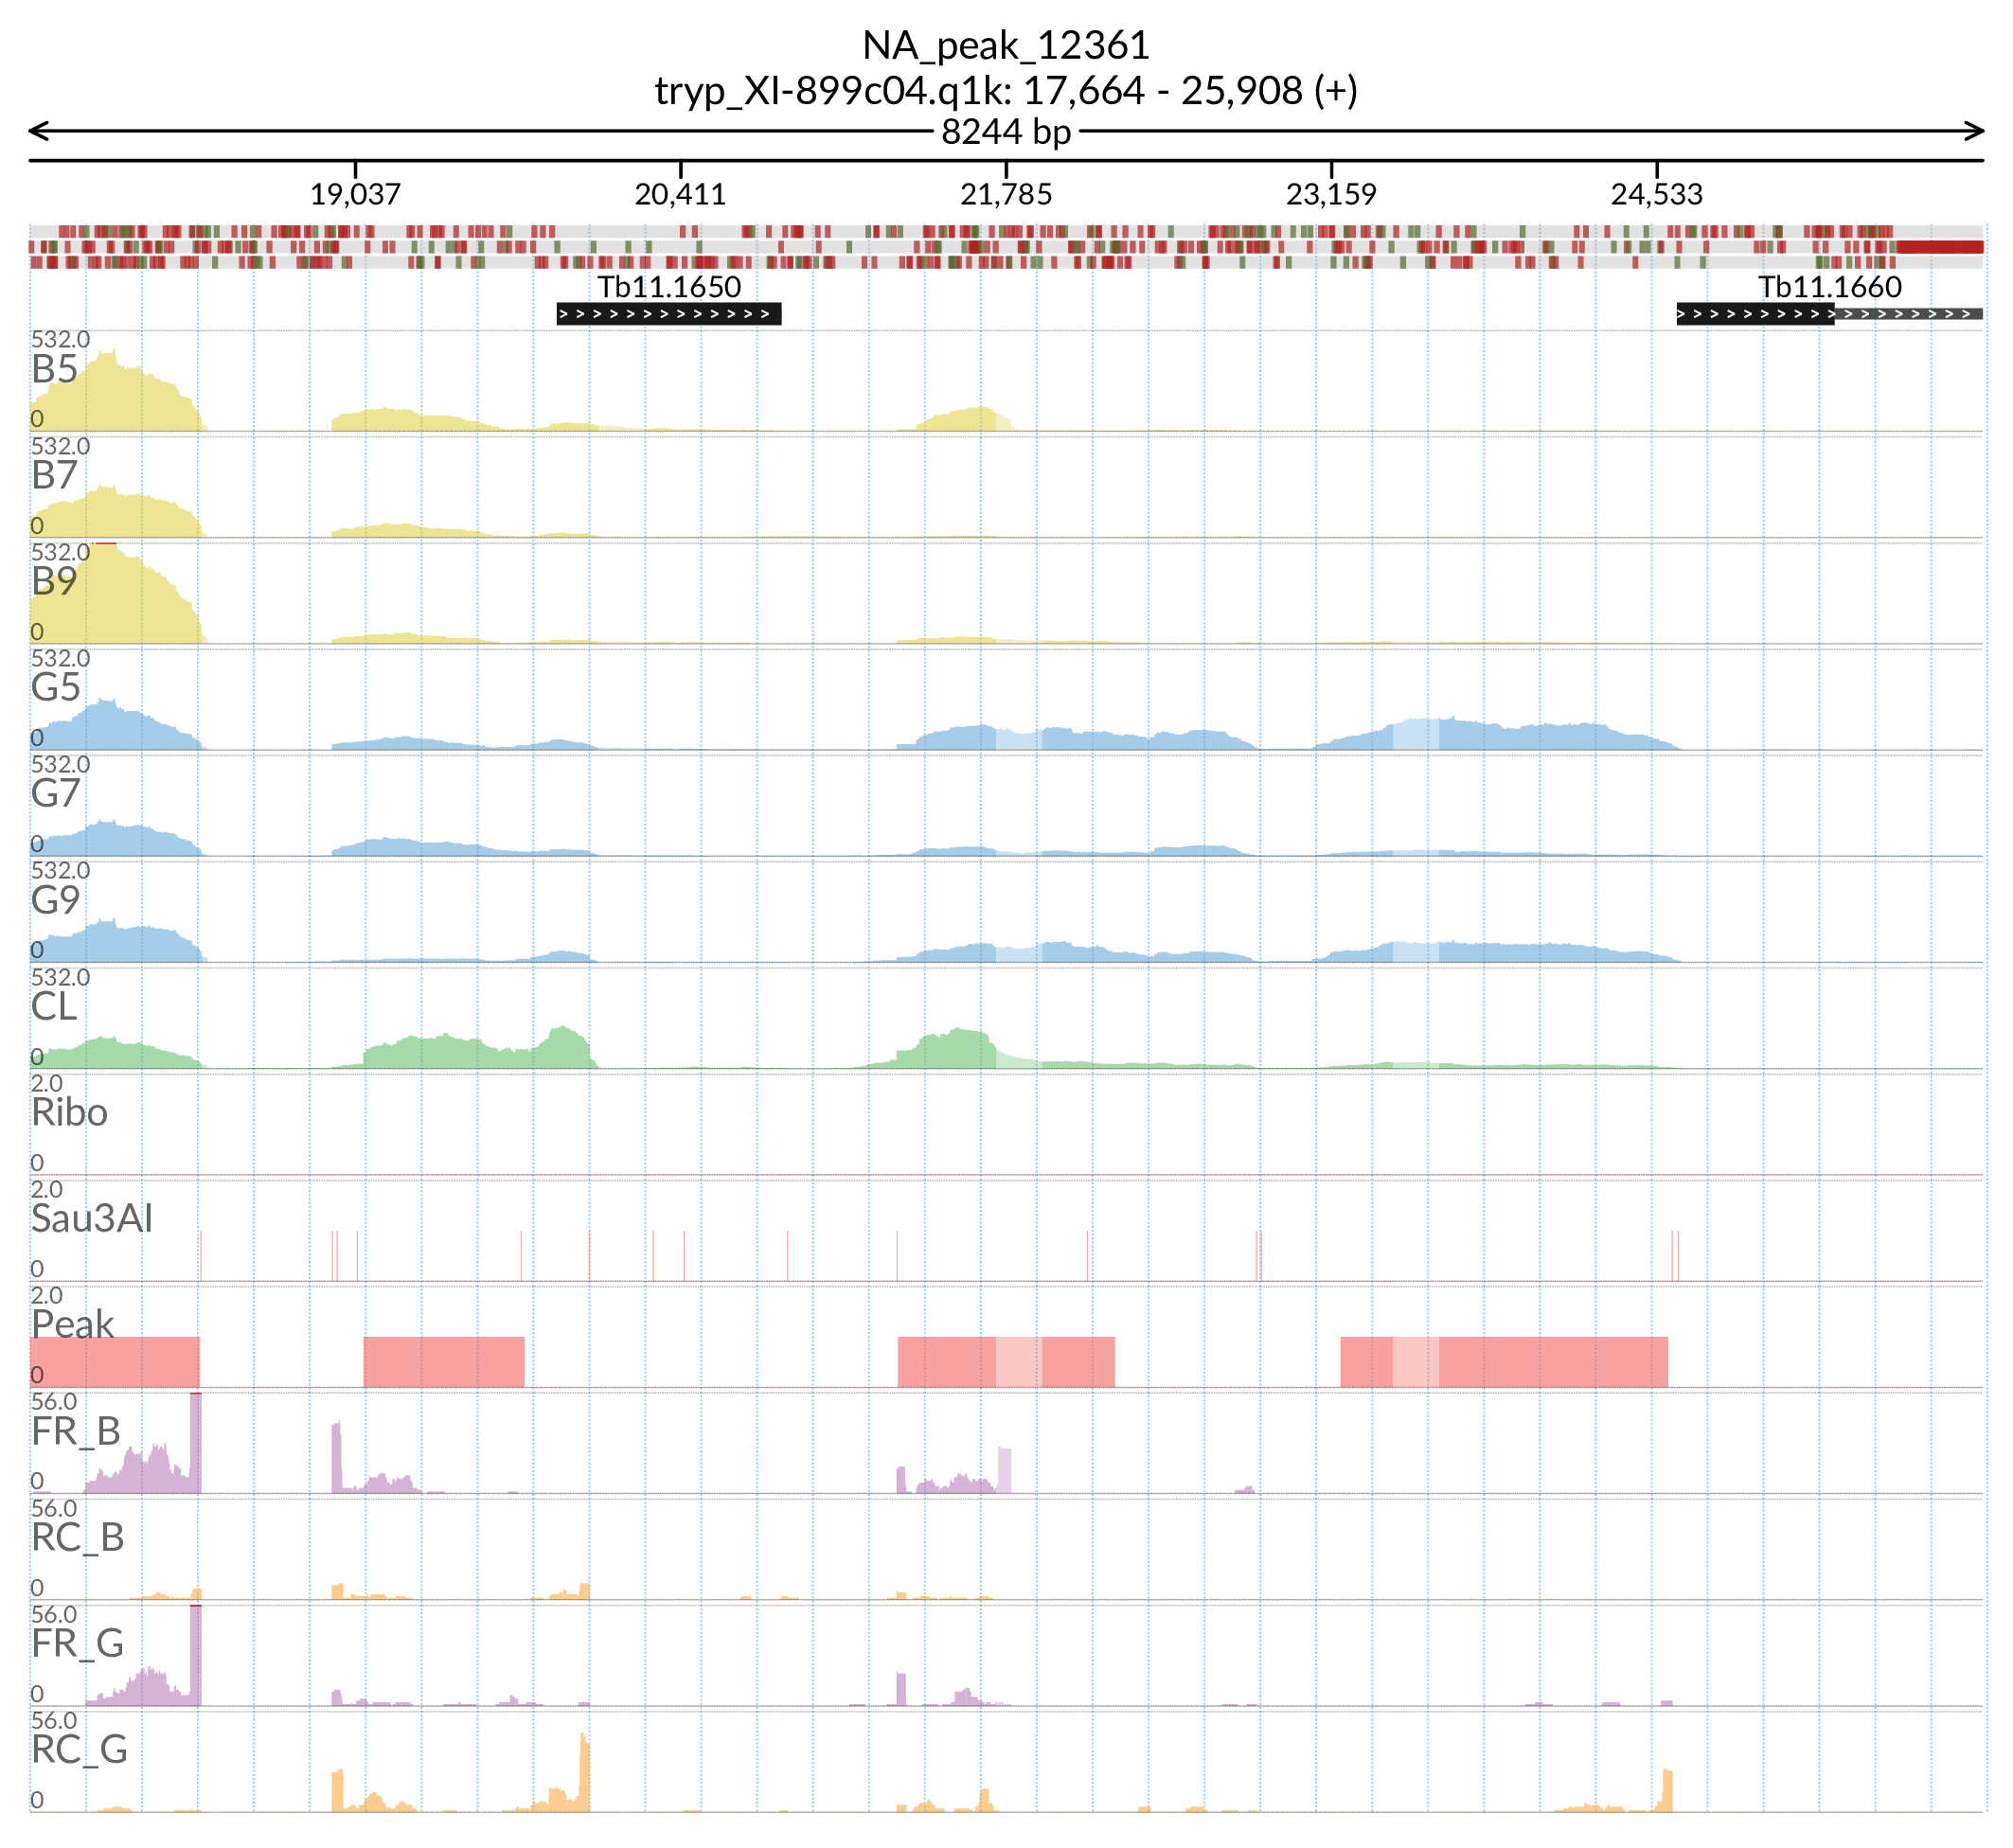 NA_peak_12361
tryp_XI-899c04.q1k: 17,664 - 25,908 (+)
8244 bp
19,037 20,411 21,785 23,159 24,533
Tb11.1650 Tb11.1660
532.0
B5
0
532.0
B7
0
532.0
B9
0
532.0
G5
0
532.0
G7
0
532.0
G9
0
532.0
CL
0
2.0
Ribo
0
2.0
Sau3AI
0
2.0
Peak
0
56.0
FR_B
0
56.0
RC_B
0
56.0
FR_G
0
56.0
RC_G
0